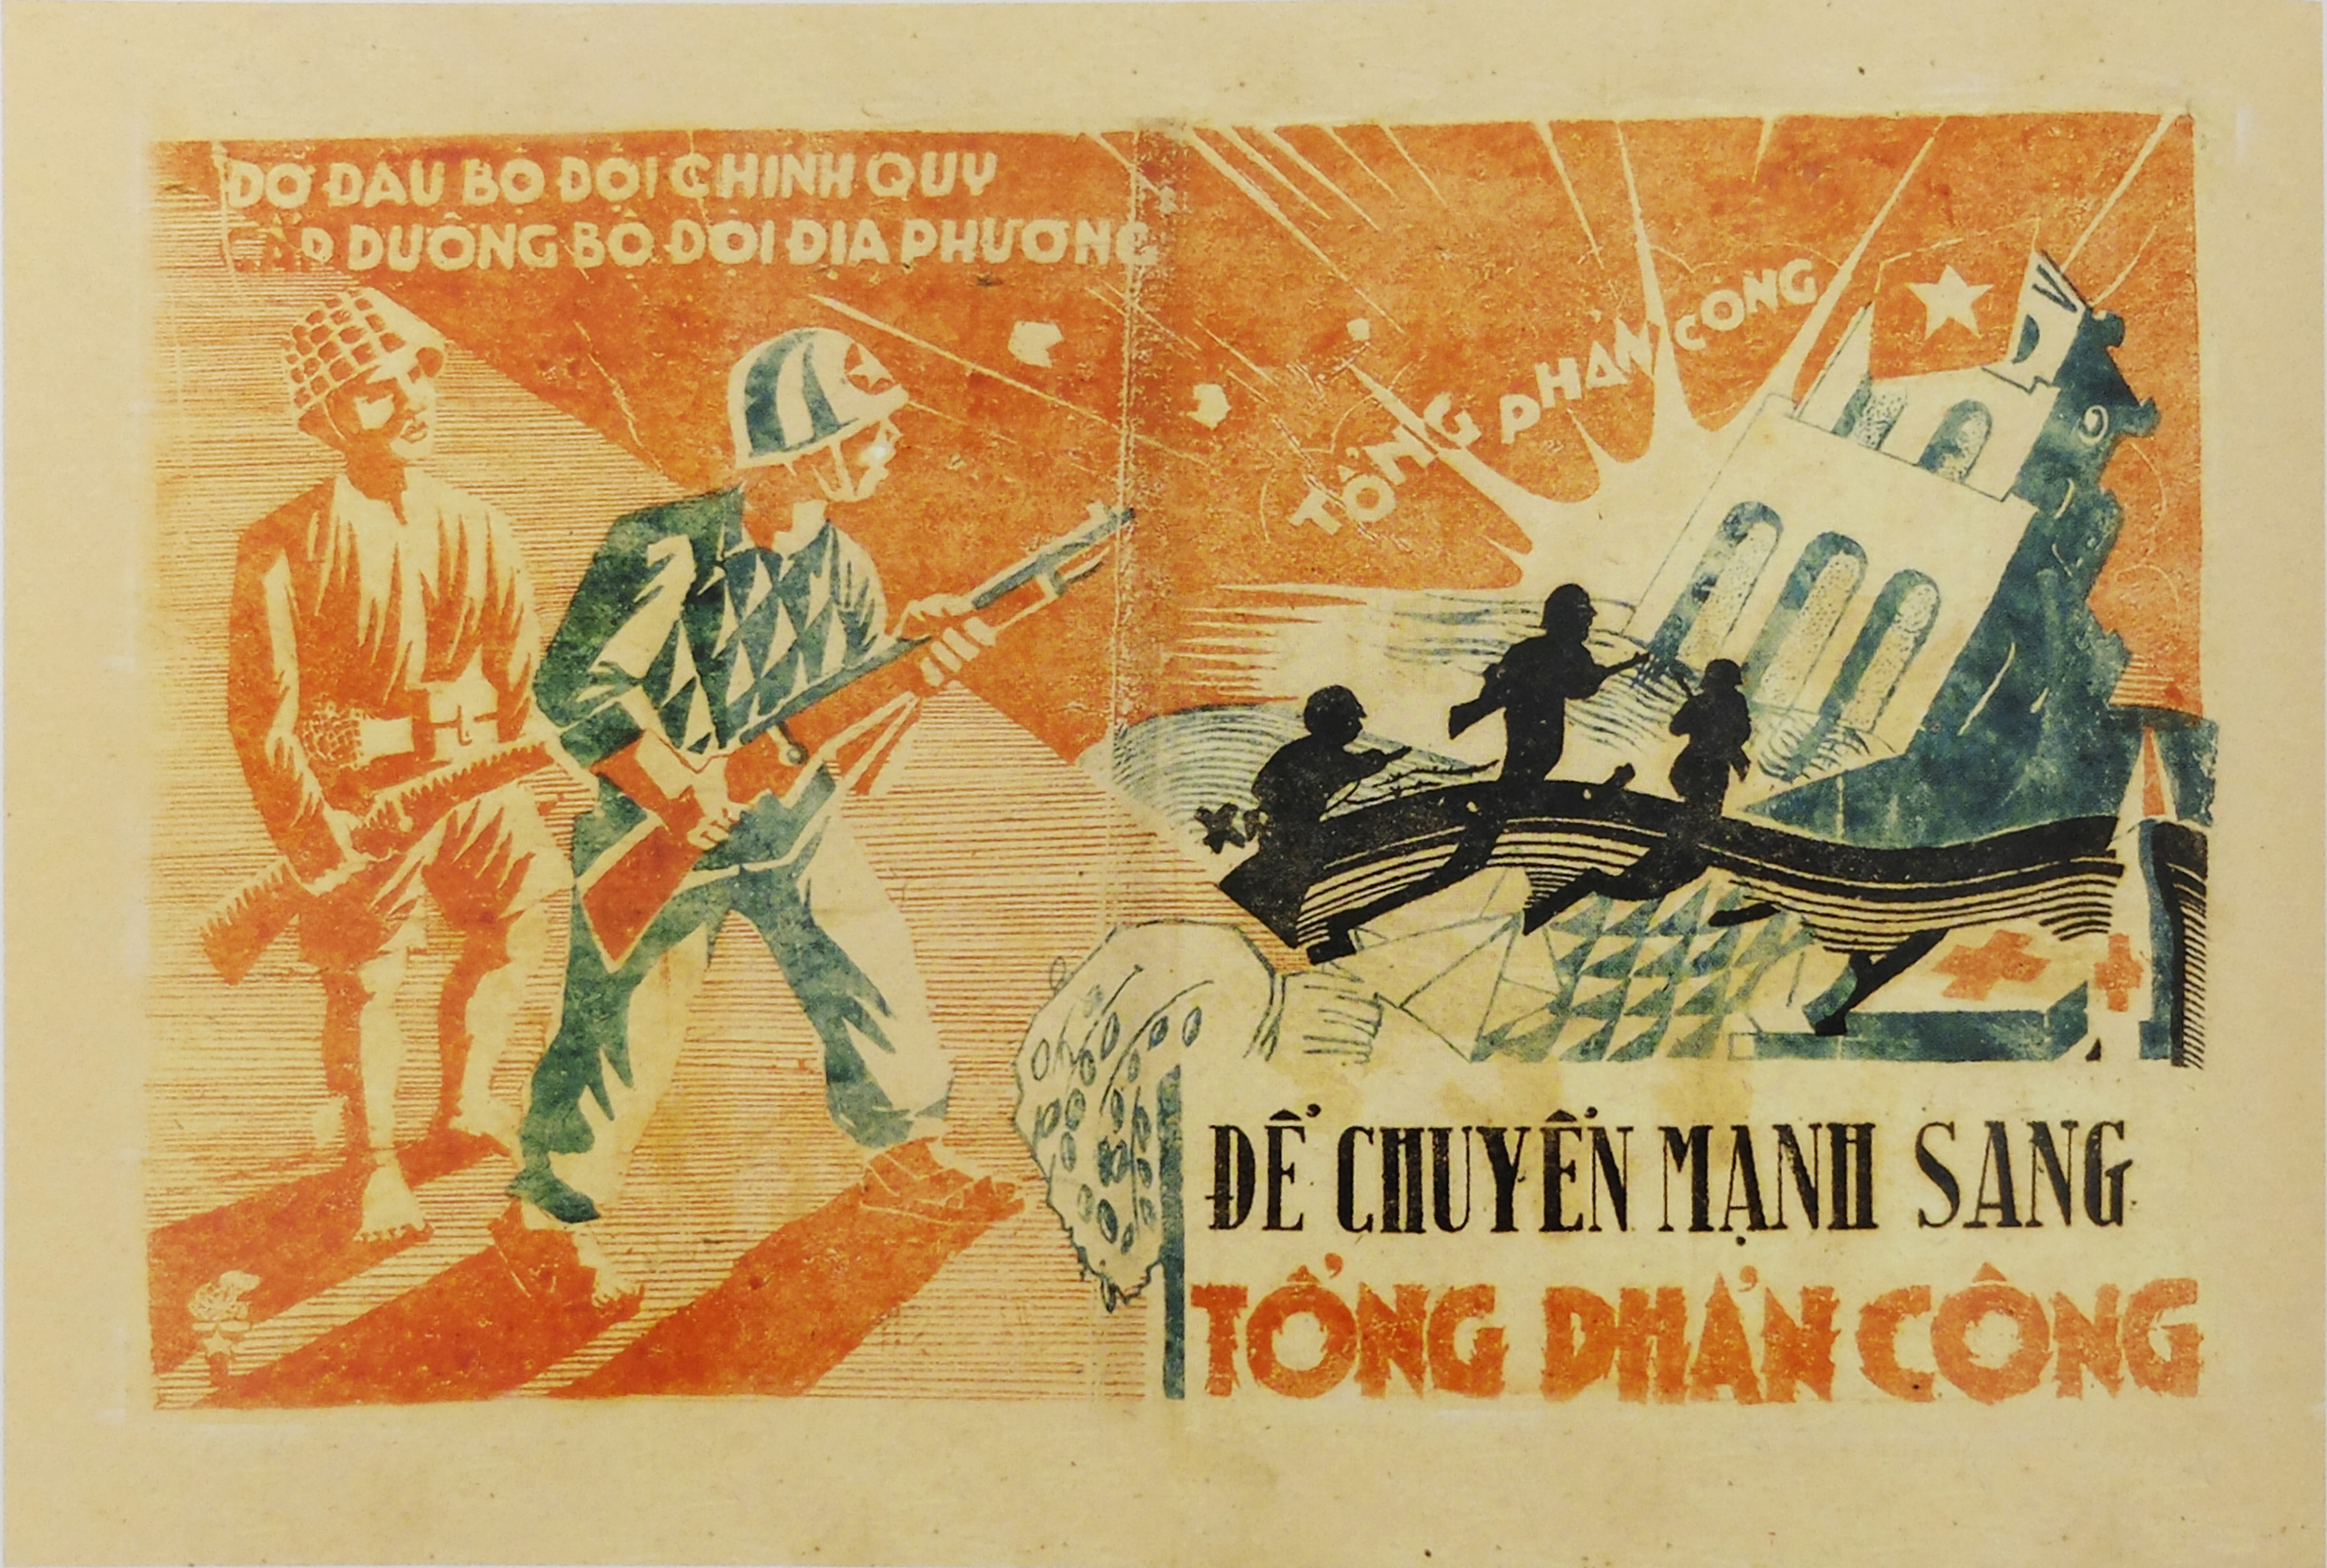 ĐỠ ĐẦU BỘ ĐỘI CHINH QUY
DƯỠNG BỘ ĐỘI ĐỊA PHƯƠNG
TỔNG PHẢN CÔNG
ĐỂ CHUYỂN MẠNH SANG
TỔNG PHẢN CÔNG